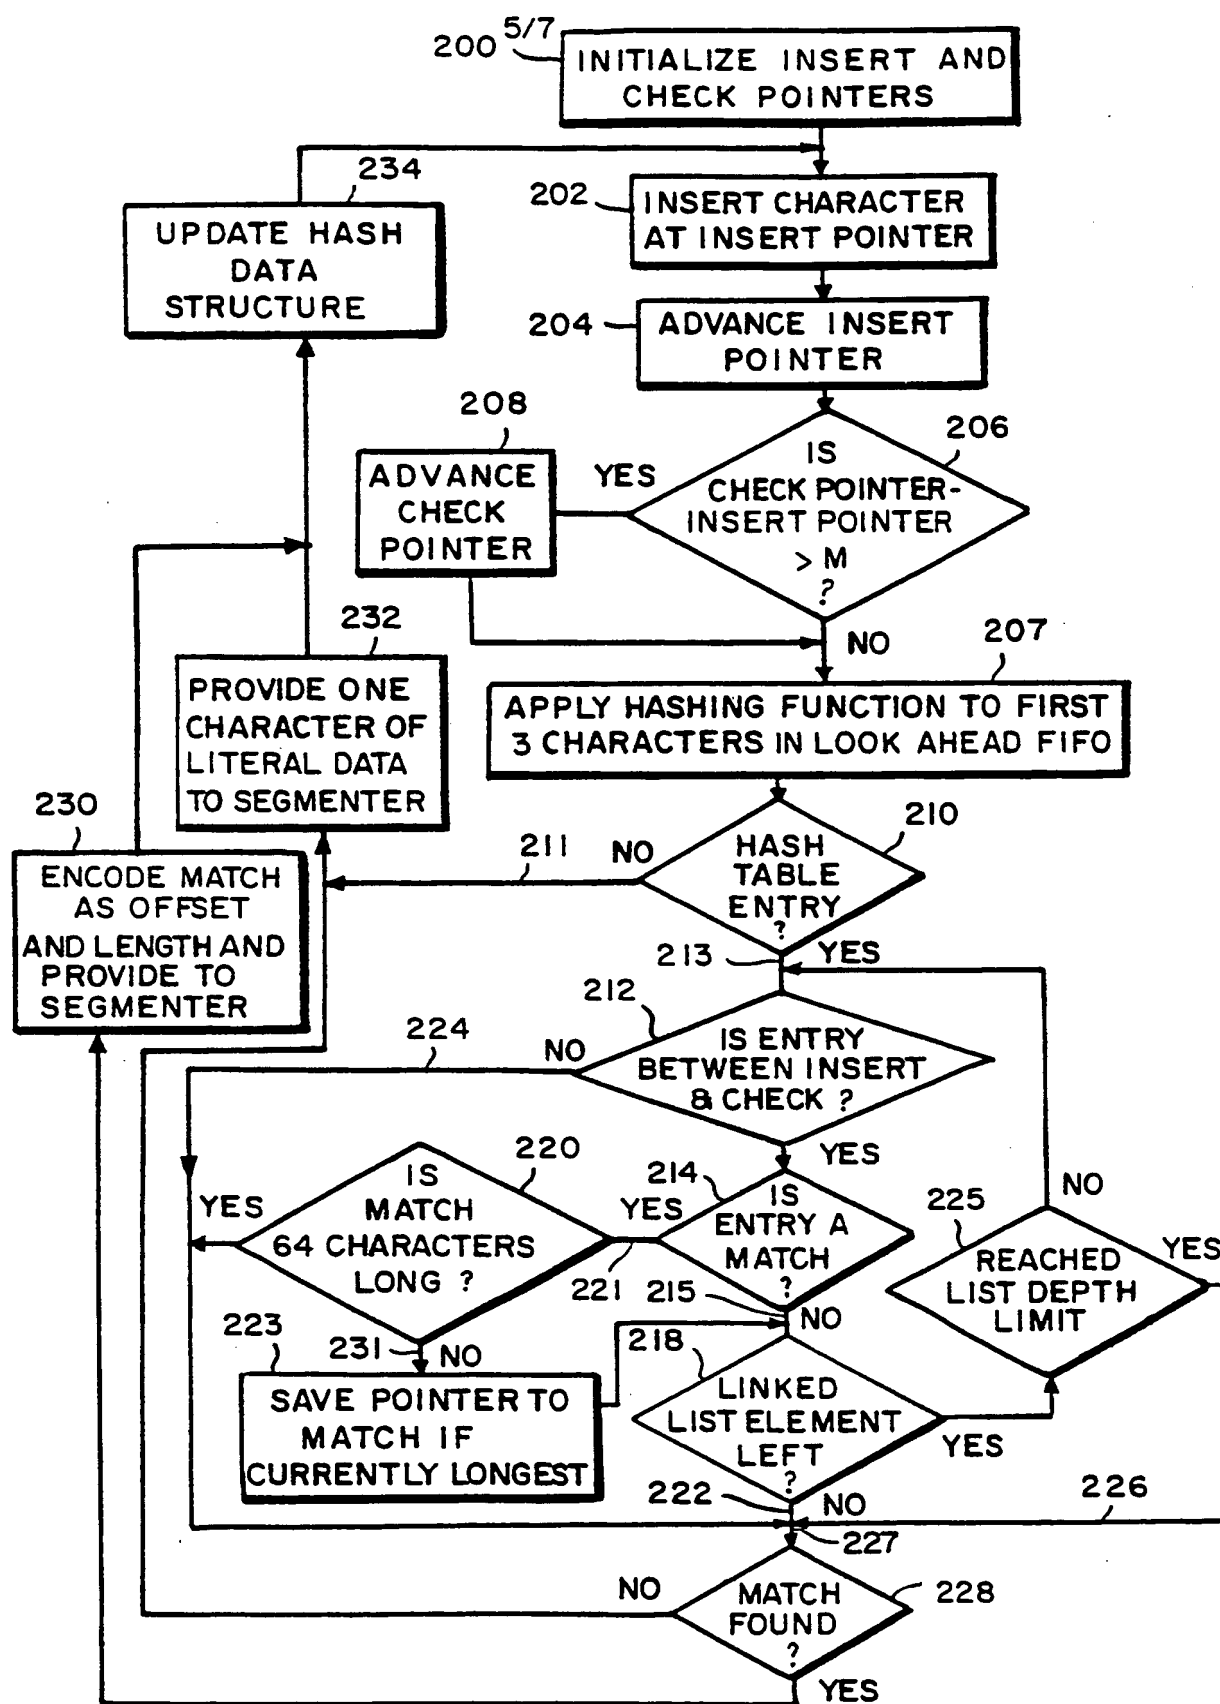 5/7
200
INITIALIZE INSERT AND
CHECK POINTERS
234
202
INSERT CHARACTER
AT INSERT POINTER
UPDATE HASH
DATA
STRUCTURE
204
ADVANCE INSERT
POINTER
208
206
ADVANCE
CHECK
POINTER
YES
IS
CHECK POINTER-
INSERT POINTER
> M
?
NO
232
207
PROVIDE ONE
CHARACTER OF
LITERAL DATA
TO SEGMENTER
APPLY HASHING FUNCTION TO FIRST
3 CHARACTERS IN LOOK AHEAD FIFO
230
211
NO
210
HASH
TABLE
ENTRY
?
ENCODE MATCH
AS OFFSET
AND LENGTH AND
PROVIDE TO
SEGMENTER
213
YES
212
224
NO
IS ENTRY
BETWEEN INSERT
& CHECK ?
YES
220
214
IS
MATCH
64 CHARACTERS
LONG ?
YES
YES
221
IS
ENTRY A
MATCH
?
NO
225
YES
REACHED
LIST DEPTH
LIMIT
215
NO
223
231
NO
218
SAVE POINTER TO
MATCH IF
CURRENTLY LONGEST
LINKED
LIST ELEMENT
LEFT
?
YES
222
NO
226
227
NO
228
MATCH
FOUND
?
YES